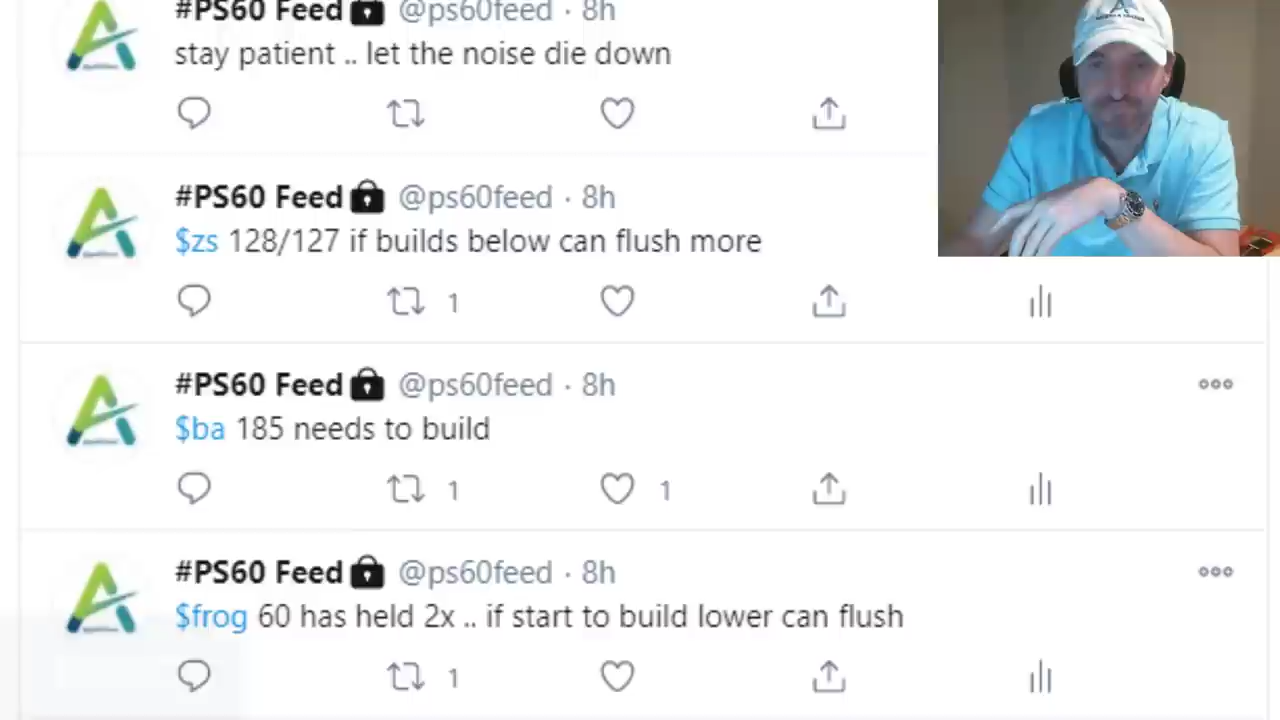 #PS60 Feed @ps60feed · 8h
stay patient .. let the noise die down
#PS60 Feed @ps60feed · 8h
$zs 128/127 if builds below can flush more
1
#PS60 Feed @ps60feed · 8h
$ba 185 needs to build
1 1
#PS60 Feed @ps60feed · 8h
$frog 60 has held 2x .. if start to build lower can flush
1